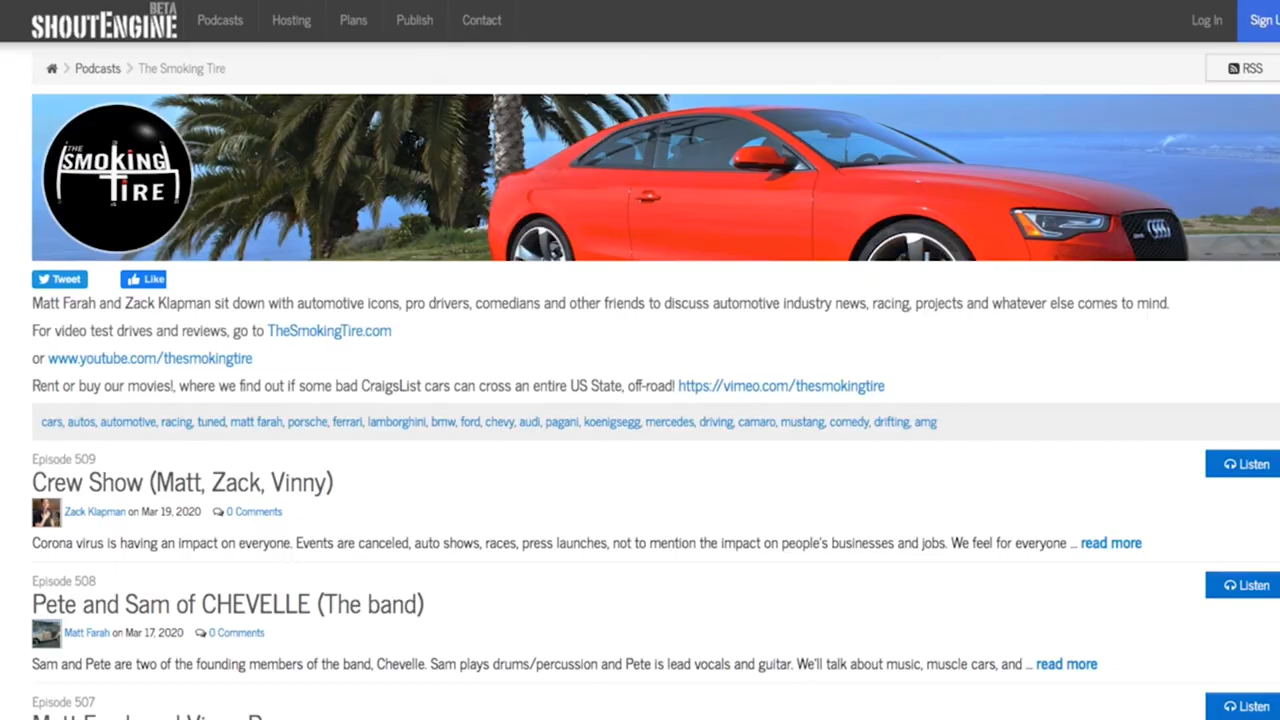 SHOUTENGINE BETA Podcasts Hosting Plans Publish Contact Log In Sign
Podcasts The Smoking Tire RSS
THE
SMOKING
TIRE
Tweet Like
Matt Farah and Zack Klapman sit down with automotive icons, pro drivers, comedians and other friends to discuss automotive industry news, racing, projects and whatever else comes to mind.
For video test drives and reviews, go to TheSmokingTire.com
or www.youtube.com/thesmokingtire
Rent or buy our movies!, where we find out if some bad CraigsList cars can cross an entire US State, off-road! https://vimeo.com/thesmokingtire
cars, autos, automotive, racing, tuned, matt farah, porsche, ferrari, lamborghini, bmw, ford, chevy, audi, pagani, koenigsegg, mercedes, driving, camaro, mustang, comedy, drifting, amg
Episode 509
Crew Show (Matt, Zack, Vinny) Listen
Zack Klapman on Mar 19, 2020 0 Comments
Corona virus is having an impact on everyone. Events are canceled, auto shows, races, press launches, not to mention the impact on people's businesses and jobs. We feel for everyone ... read more
Episode 508
Pete and Sam of CHEVELLE (The band) Listen
Matt Farah on Mar 17, 2020 0 Comments
Sam and Pete are two of the founding members of the band, Chevelle. Sam plays drums/percussion and Pete is lead vocals and guitar. We'll talk about music, muscle cars, and ... read more
Episode 507
Listen